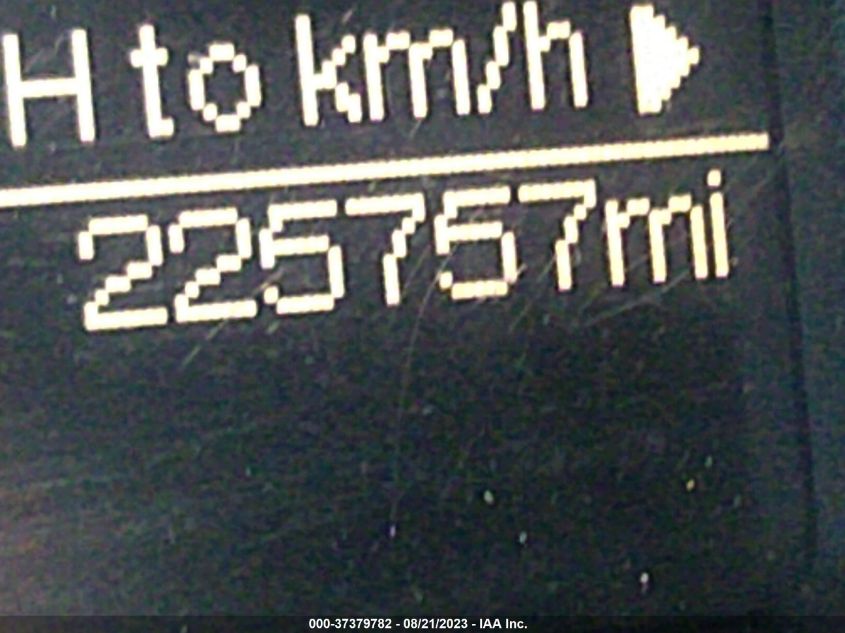 H to km/h
225757mi
000-37379782 - 08/21/2023 - IAA Inc.